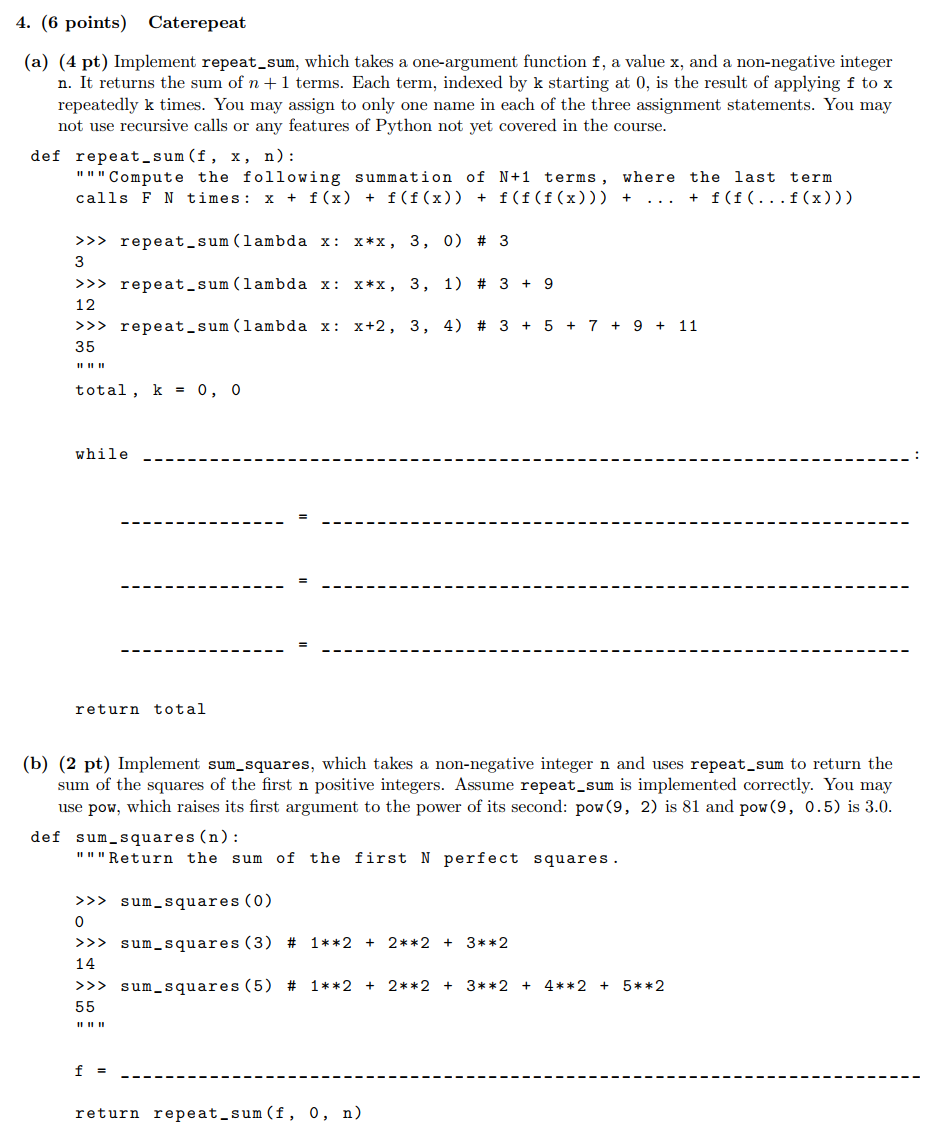 4. (6 points) Caterepeat
(a) (4 pt) Implement repeat_sum, which takes a one-argument function f, a value x, and a non-negative integer
n. It returns the sum of n + 1 terms. Each term, indexed by k starting at 0, is the result of applying f to x
repeatedly k times. You may assign to only one name in each of the three assignment statements. You may
not use recursive calls or any features of Python not yet covered in the course.
def repeat_sum(f, x, n):
"""Compute the following summation of N+1 terms, where the last term
calls F N times: x + f(x) + f(f(x)) + f(f(f(x))) + ... + f(f(...f(x)))
>>> repeat_sum(lambda x: x*x, 3, 0) # 3
3
>>> repeat_sum(lambda x: x*x, 3, 1) # 3 + 9
12
>>> repeat_sum(lambda x: x+2, 3, 4) # 3 + 5 + 7 + 9 + 11
35
"""
total, k = 0, 0
while ______________________________________________________________________:
_______________ = _____________________________________________________
_______________ = _____________________________________________________
_______________ = _____________________________________________________
return total
(b) (2 pt) Implement sum_squares, which takes a non-negative integer n and uses repeat_sum to return the
sum of the squares of the first n positive integers. Assume repeat_sum is implemented correctly. You may
use pow, which raises its first argument to the power of its second: pow(9, 2) is 81 and pow(9, 0.5) is 3.0.
def sum_squares(n):
"""Return the sum of the first N perfect squares.
>>> sum_squares(0)
0
>>> sum_squares(3) # 1**2 + 2**2 + 3**2
14
>>> sum_squares(5) # 1**2 + 2**2 + 3**2 + 4**2 + 5**2
55
"""
f = ________________________________________________________________________
return repeat_sum(f, 0, n)